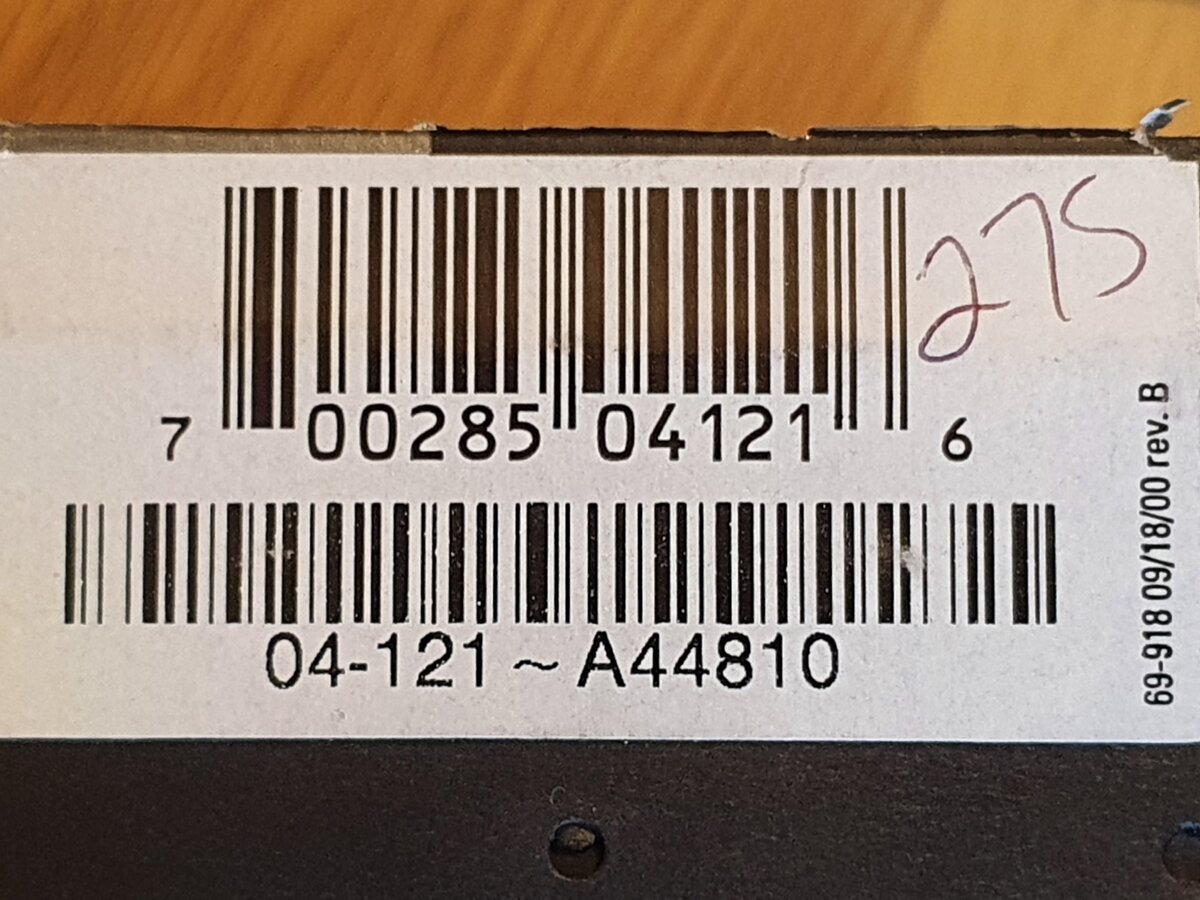 275
7 00285 04121 6
04-121 ~ A44810
69-918 09/18/00 rev. B